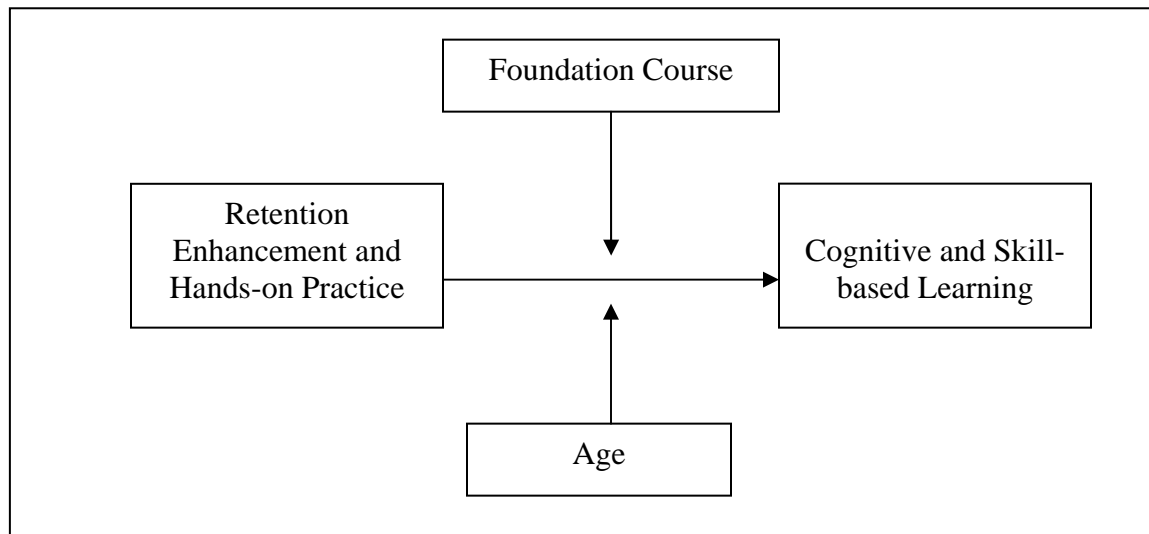 Foundation Course
Retention
Enhancement and
Hands-on Practice
Cognitive and Skill-
based Learning
Age